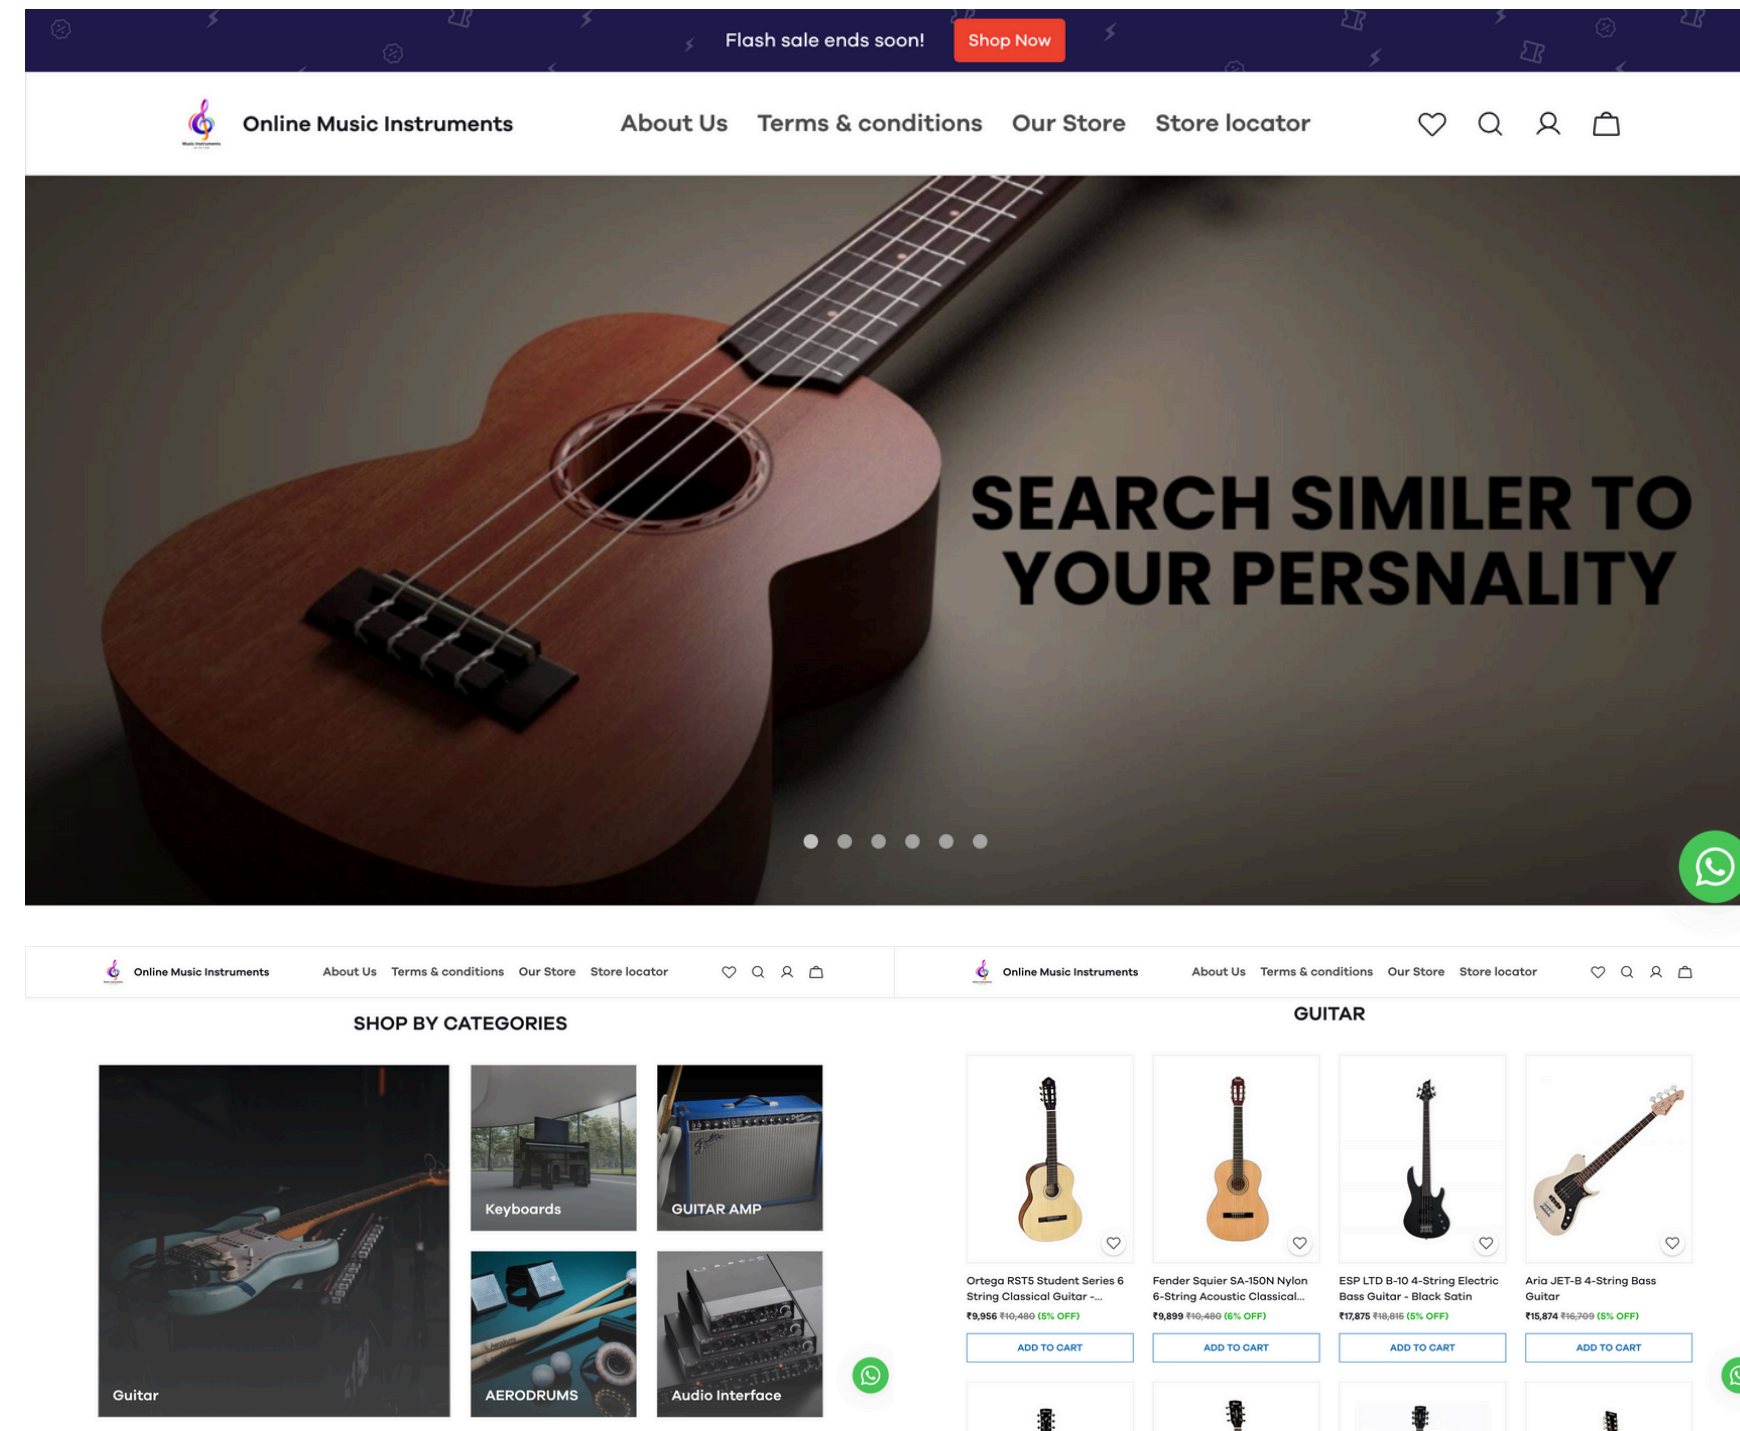 Flash sale ends soon! Shop Now
Online Music Instruments About Us Terms & conditions Our Store Store locator
SEARCH SIMILER TO
YOUR PERSNALITY
Online Music Instruments About Us Terms & conditions Our Store Store locator
SHOP BY CATEGORIES
Keyboards
GUITAR AMP
Guitar
AERODRUMS
Audio Interface
Online Music Instruments About Us Terms & conditions Our Store Store locator
GUITAR
Ortega RST5 Student Series 6
String Classical Guitar -...
₹9,956 ₹10,480 (5% OFF)
ADD TO CART
Fender Squier SA-150N Nylon
6-String Acoustic Classical...
₹9,899 ₹10,480 (6% OFF)
ADD TO CART
ESP LTD B-10 4-String Electric
Bass Guitar - Black Satin
₹17,875 ₹18,815 (5% OFF)
ADD TO CART
Aria JET-B 4-String Bass
Guitar
₹15,874 ₹16,709 (5% OFF)
ADD TO CART